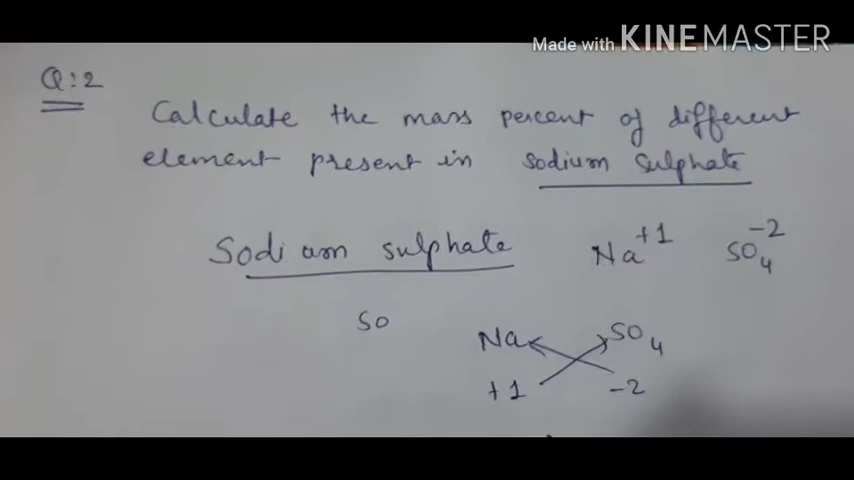 Made with KINEMASTER
Q:2
Calculate the mass percent of different
element present in sodium sulphate
Sodium sulphate Na+1 SO4-2
SO
Na SO4
+1 -2